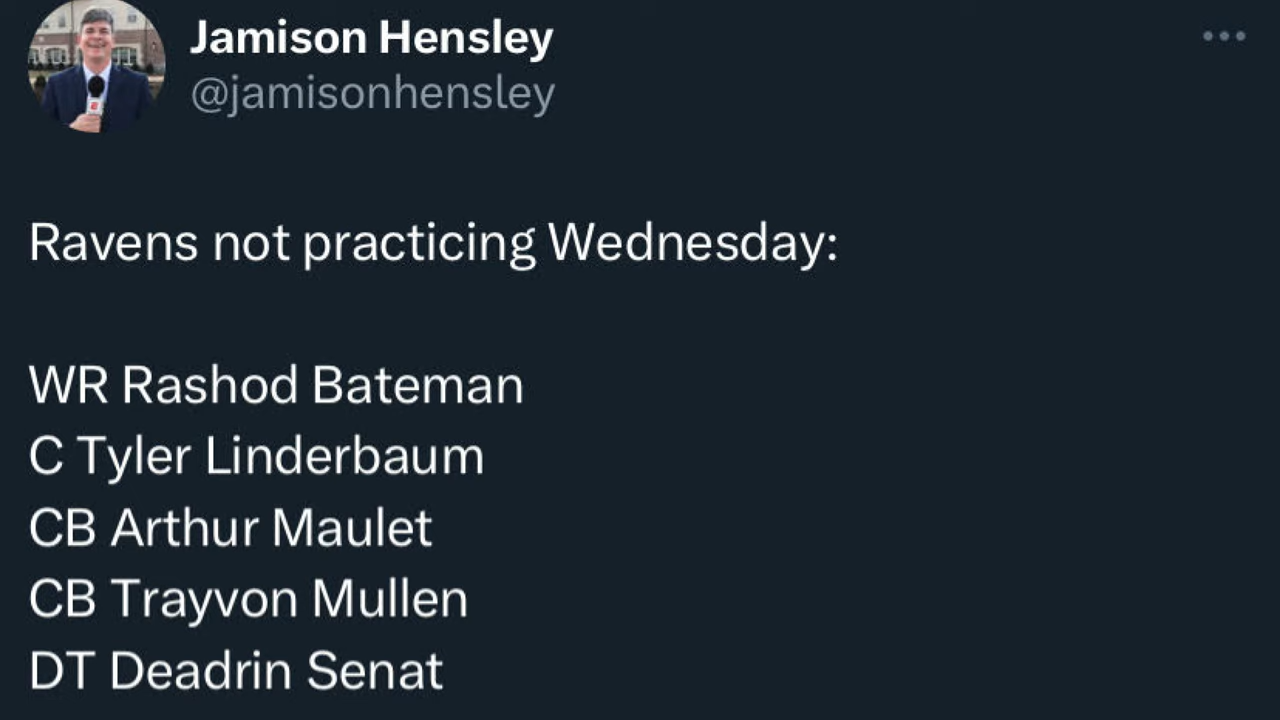 Jamison Hensley
@jamisonhensley
Ravens not practicing Wednesday:
WR Rashod Bateman
C Tyler Linderbaum
CB Arthur Maulet
CB Trayvon Mullen
DT Deadrin Senat